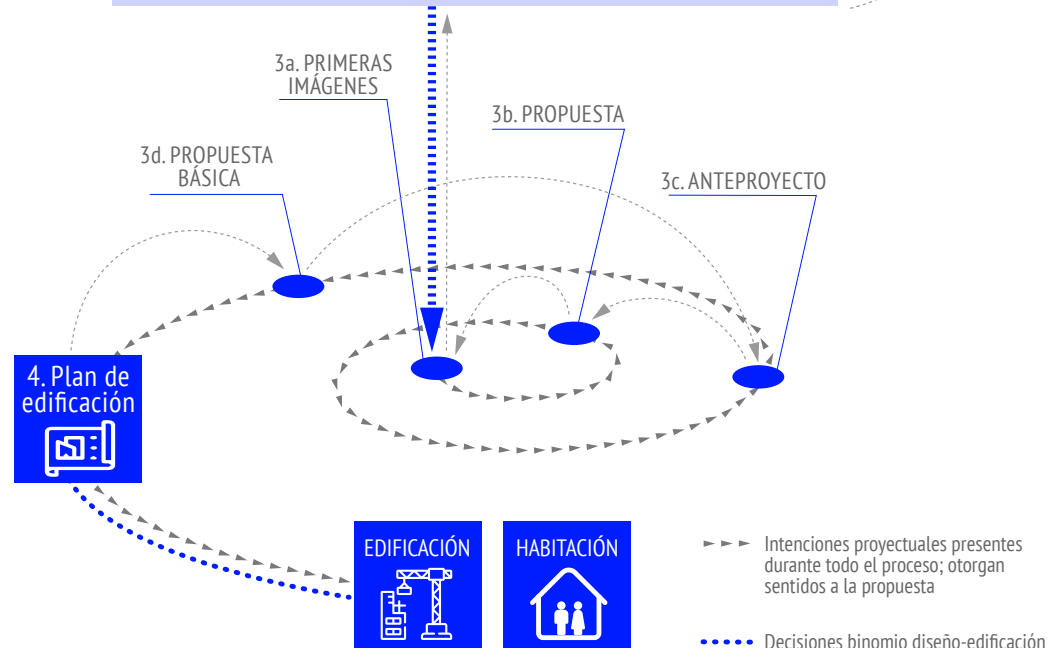 3a. PRIMERAS
IMÁGENES
3b. PROPUESTA
3d. PROPUESTA
BÁSICA
3c. ANTEPROYECTO
4. Plan de
edificación
EDIFICACIÓN
HABITACIÓN
Intenciones proyectuales presentes
durante todo el proceso; otorgan
sentidos a la propuesta
Decisiones binomio diseño-edificación